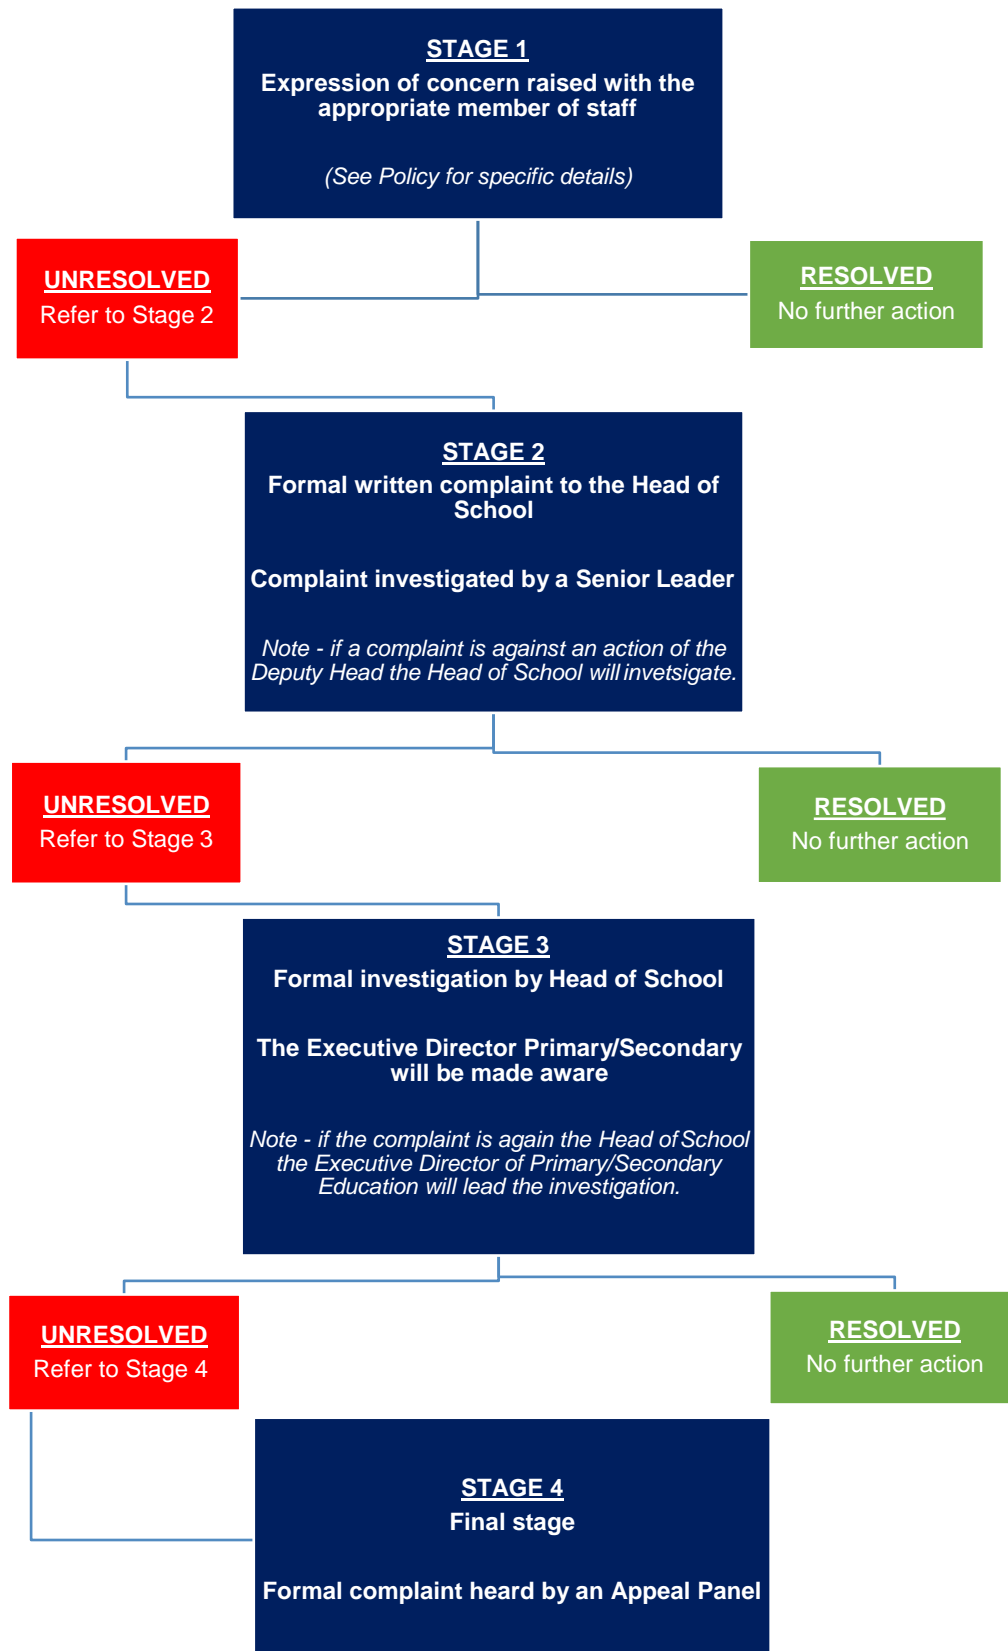 STAGE 1
Expression of concern raised with the
appropriate member of staff
(See Policy for specific details)
UNRESOLVED
Refer to Stage 2
RESOLVED
No further action
STAGE 2
Formal written complaint to the Head of
School
Complaint investigated by a Senior Leader
Note - if a complaint is against an action of the
Deputy Head the Head of School will invetsigate.
UNRESOLVED
Refer to Stage 3
RESOLVED
No further action
STAGE 3
Formal investigation by Head of School
The Executive Director Primary/Secondary
will be made aware
Note - if the complaint is again the Head of School
the Executive Director of Primary/Secondary
Education will lead the investigation.
UNRESOLVED
Refer to Stage 4
RESOLVED
No further action
STAGE 4
Final stage
Formal complaint heard by an Appeal Panel